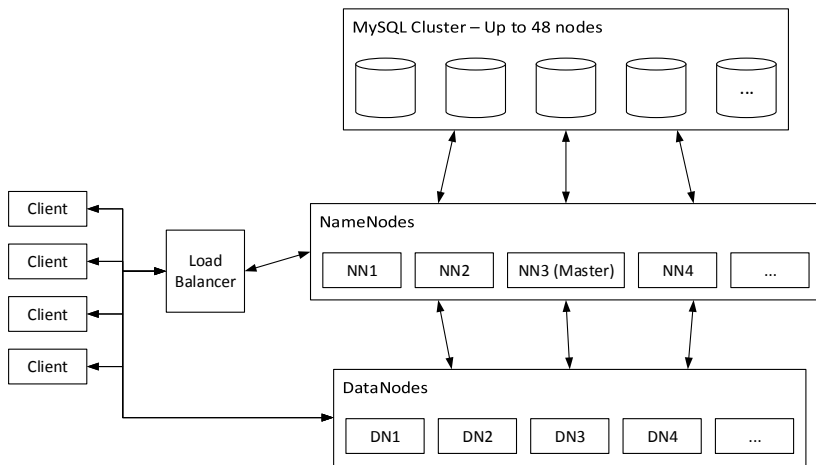 MySQL Cluster – Up to 48 nodes
...
Client
Client
Client
Client
Load
Balancer
NameNodes
NN1
NN2
NN3 (Master)
NN4
...
DataNodes
DN1
DN2
DN3
DN4
...